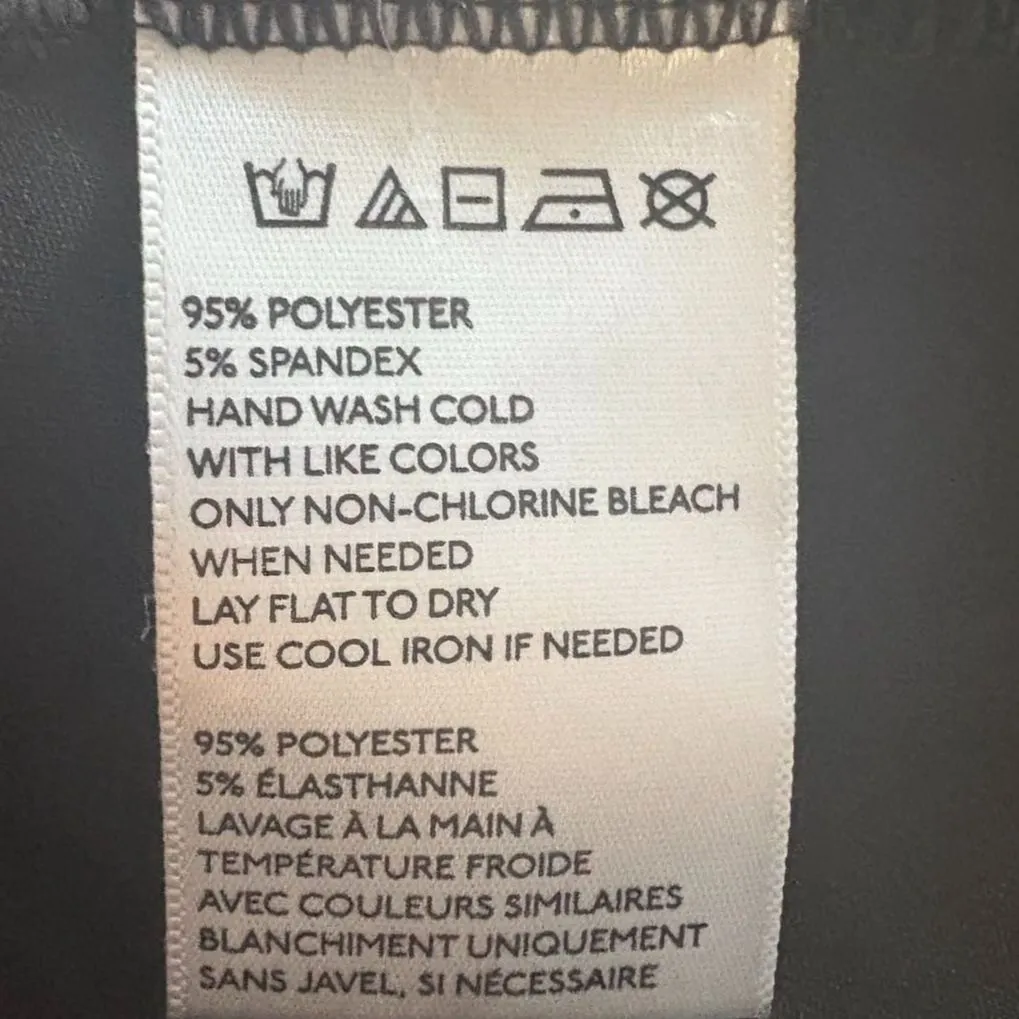 95% POLYESTER
5% SPANDEX
HAND WASH COLD
WITH LIKE COLORS
ONLY NON-CHLORINE BLEACH
WHEN NEEDED
LAY FLAT TO DRY
USE COOL IRON IF NEEDED
95% POLYESTER
5% ÉLASTHANNE
LAVAGE À LA MAIN À
TEMPÉRATURE FROIDE
AVEC COULEURS SIMILAIRES
BLANCHIMENT UNIQUEMENT
SANS JAVEL, SI NÉCESSAIRE